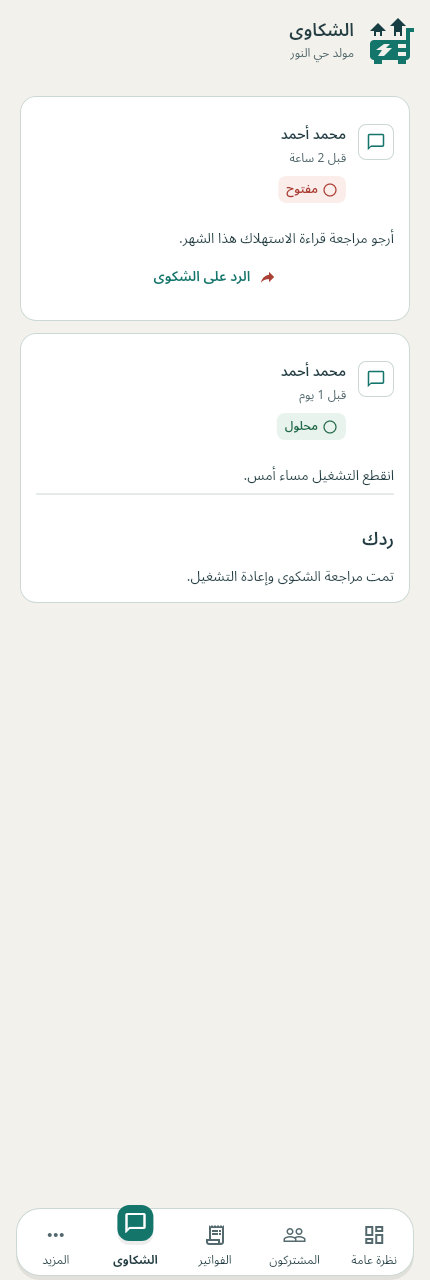 الشكاوى
مولد حي النور
محمد أحمد
قبل 2 ساعة
مفتوح
أرجو مراجعة قراءة الاستهلاك هذا الشهر.
الرد على الشكوى
محمد أحمد
قبل 1 يوم
محلول
انقطع التشغيل مساء أمس.
ردك
تمت مراجعة الشكوى وإعادة التشغيل.
نظرة عامة
المشتركون
الفواتير
الشكاوى
المزيد